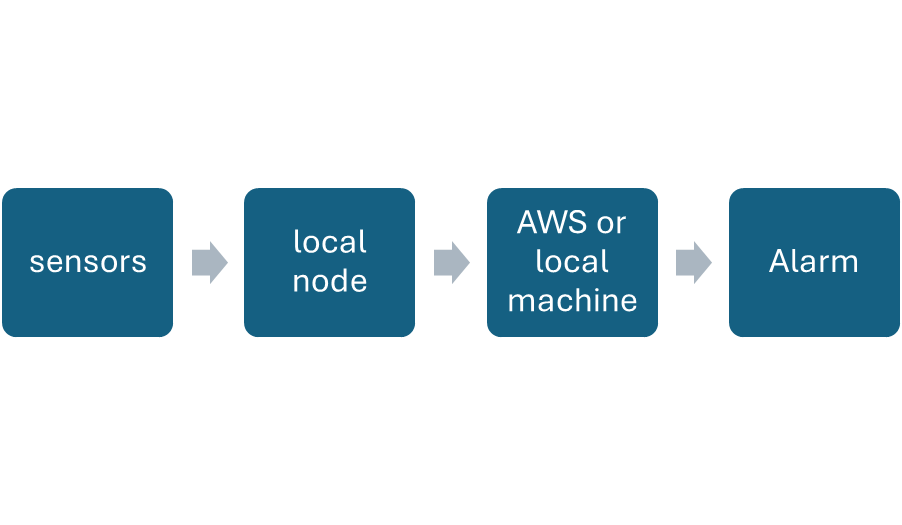 sensors
local
node
AWS or
local
machine
Alarm